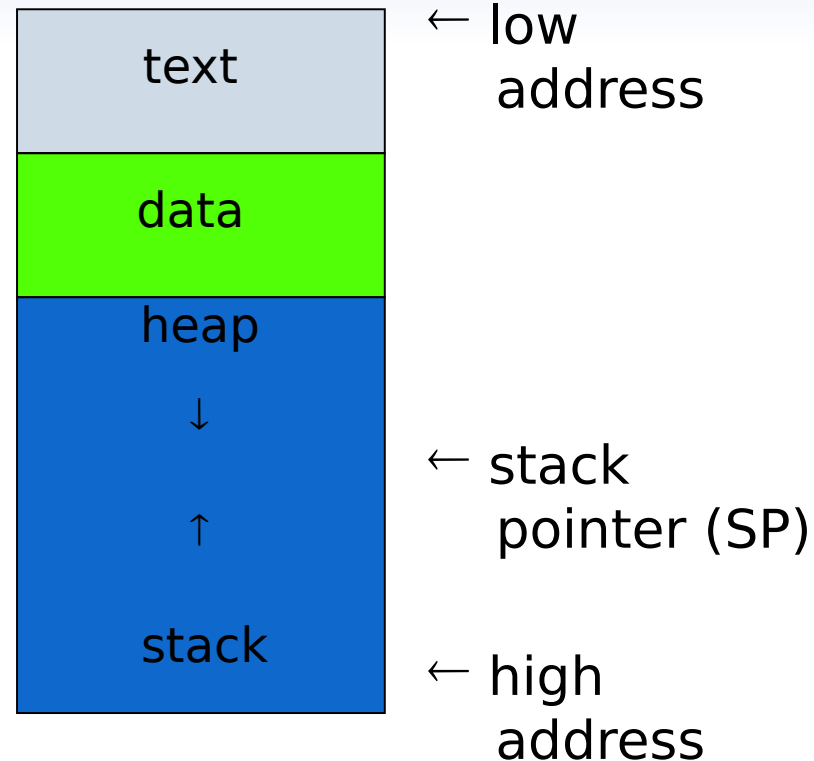 text
← low
address
data
heap
↓
← stack
pointer (SP)
↑
stack
← high
address